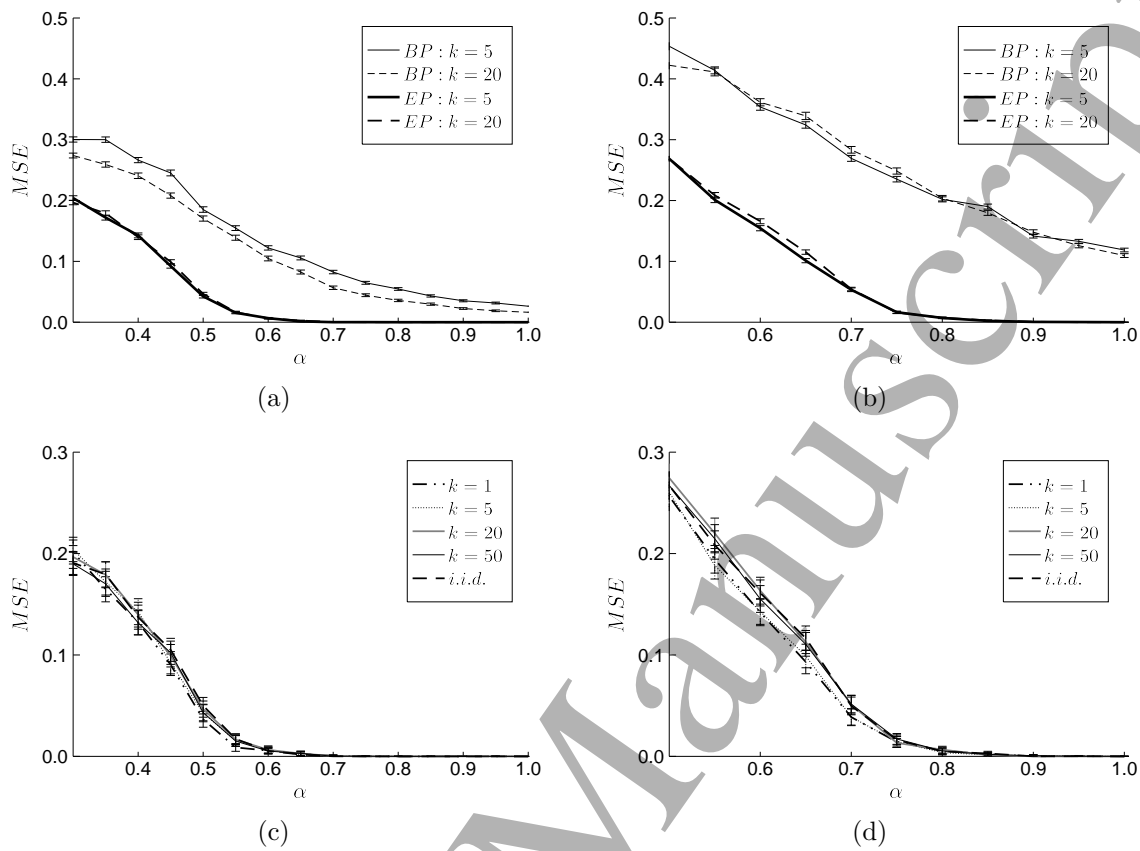 0.5
0.4
0.3
0.2
0.1
0.0
MSE
0.4 0.5 0.6 0.7 0.8 0.9 1.0
α
BP : k = 5
BP : k = 20
EP : k = 5
EP : k = 20
(a)
0.5
0.4
0.3
0.2
0.1
0.0
MSE
0.6 0.7 0.8 0.9 1.0
α
BP : k = 5
BP : k = 20
EP : k = 5
EP : k = 20
(b)
0.3
0.2
0.1
0.0
MSE
0.4 0.5 0.6 0.7 0.8 0.9 1.0
α
k = 1
k = 5
k = 20
k = 50
i.i.d.
(c)
0.3
0.2
0.1
0.0
MSE
0.6 0.7 0.8 0.9 1.0
α
k = 1
k = 5
k = 20
k = 50
i.i.d.
(d)
Manuscrip